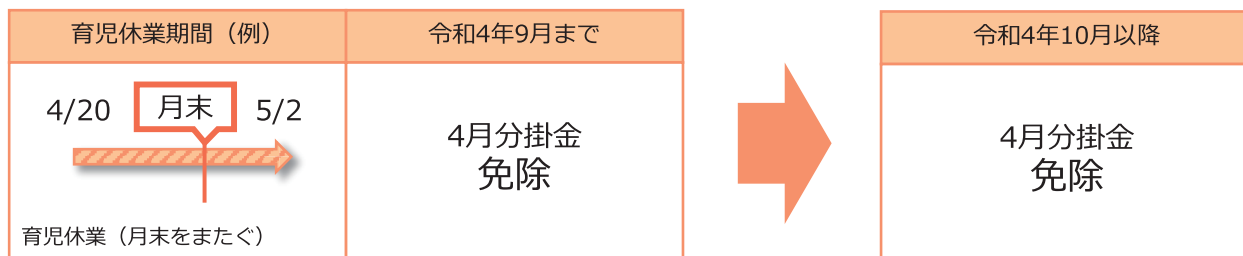 育児休業期間（例）
令和4年9月まで
令和4年10月以降
4/20
月末
5/2
育児休業（月末をまたぐ）
4月分掛金
免除
4月分掛金
免除